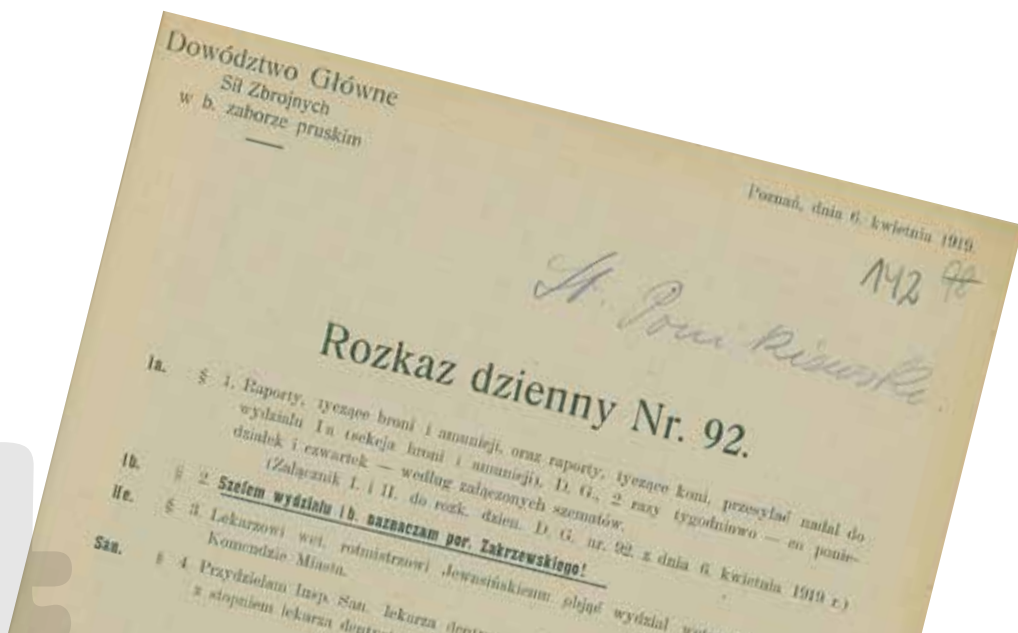 Dowództwo Główne
Sił Zbrojnych
w b. zaborze pruskim
Poznań, dnia 6. kwietnia 1919.
142
St.
Rozkaz dzienny Nr. 92.
Ia. § 1. Raporty, tyczące broni i amunicji, oraz raporty, tyczące koni, przesyłać nadal do
wydziału Ia (sekcja broni i amunicji), D. G., 2 razy tygodniowo — en ponie-
działek i czwartek — według załączonych szematów.
(Załącznik I. i II. do rozk. dzien. D. G. nr. 92 z dnia 6. kwietnia 1919 r.)
Ib. § 2. Szefem wydziału Ib. naznaczam por. Zakrzewskiego!
IIe. § 3. Lekarzowi wet. rotmistrzowi objąć wydział
Komendzie Miasta.
San. § 4. Przydzielam Insp. San. lekarza
z stopniem lekarza